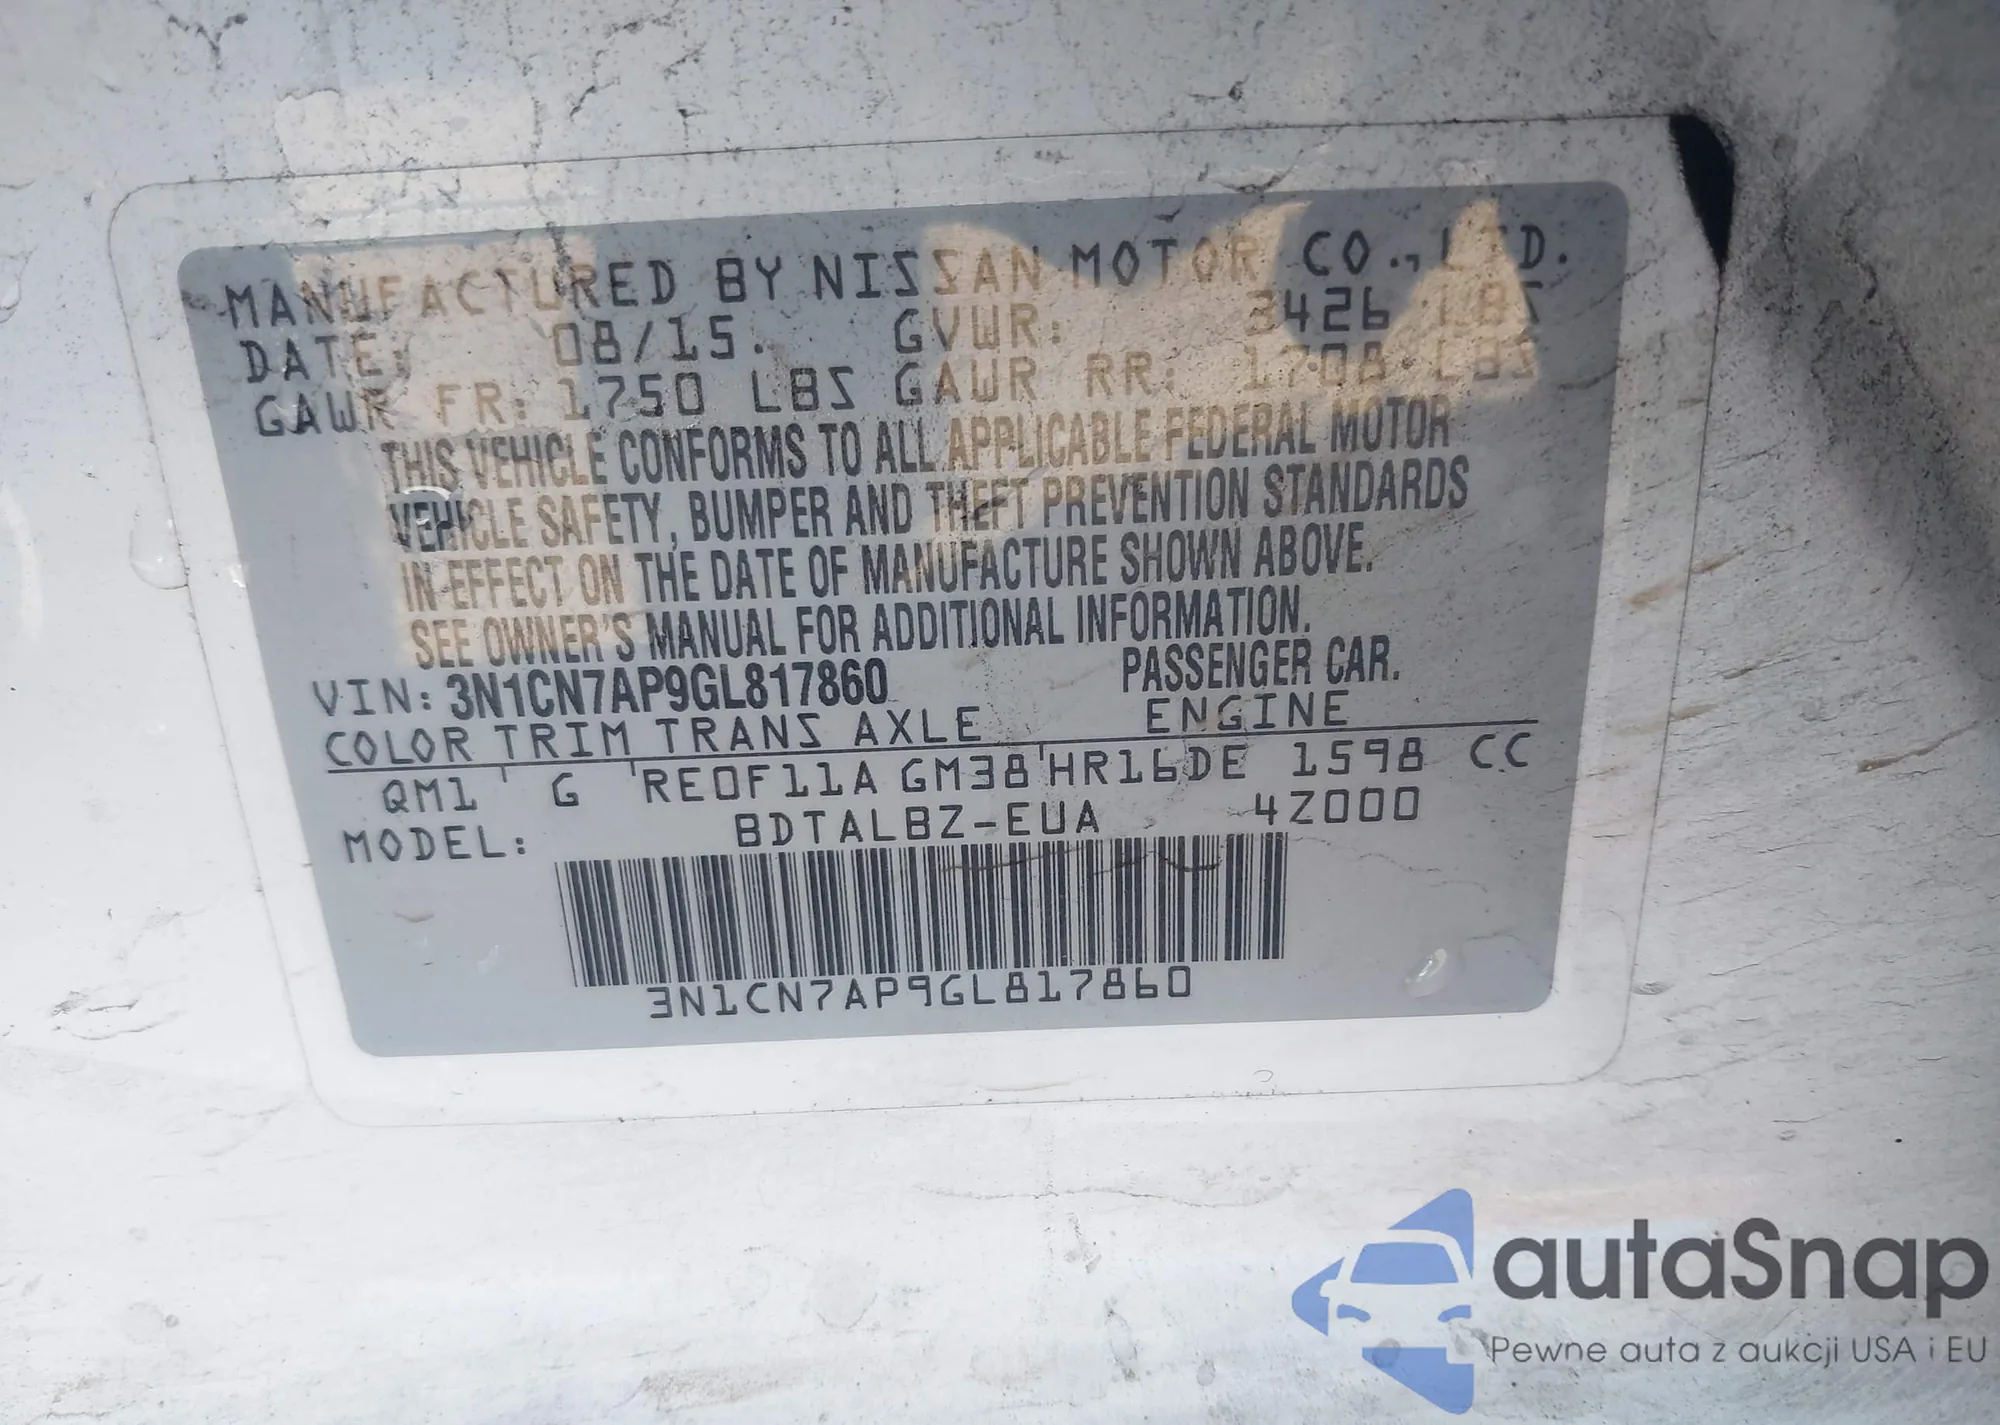 MANUFACTURED BY NISSAN MOTOR CO., LTD.
DATE: 08/15. GVWR: 3426 LBS
GAWR FR: 1750 LBS GAWR RR: 1708 LBS
THIS VEHICLE CONFORMS TO ALL APPLICABLE FEDERAL MOTOR
VEHICLE SAFETY, BUMPER AND THEFT PREVENTION STANDARDS
IN EFFECT ON THE DATE OF MANUFACTURE SHOWN ABOVE.
SEE OWNER'S MANUAL FOR ADDITIONAL INFORMATION.
VIN: 3N1CN7AP9GL817860 PASSENGER CAR.
COLOR TRIM TRANS AXLE ENGINE
QM1 G RE0F11A GM38 HR16DE 1598 CC
MODEL: BDTALBZ-EUA 4Z000
3N1CN7AP9GL817860
autaSnap
Pewne auta z aukcji USA i EU